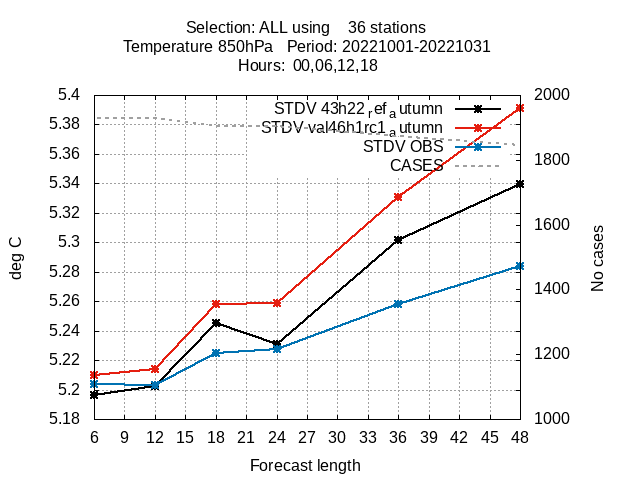 Selection: ALL using 36 stations
Temperature 850hPa Period: 20221001-20221031
Hours: 00,06,12,18
STDV 43h22refautumn
STDV val46h1rc1autumn
STDV OBS
CASES
5.4
5.38
5.36
5.34
5.32
5.3
5.28
5.26
5.24
5.22
5.2
5.18
deg C
2000
1800
1600
1400
1200
1000
No cases
6 9 12 15 18 21 24 27 30 33 36 39 42 45 48
Forecast length